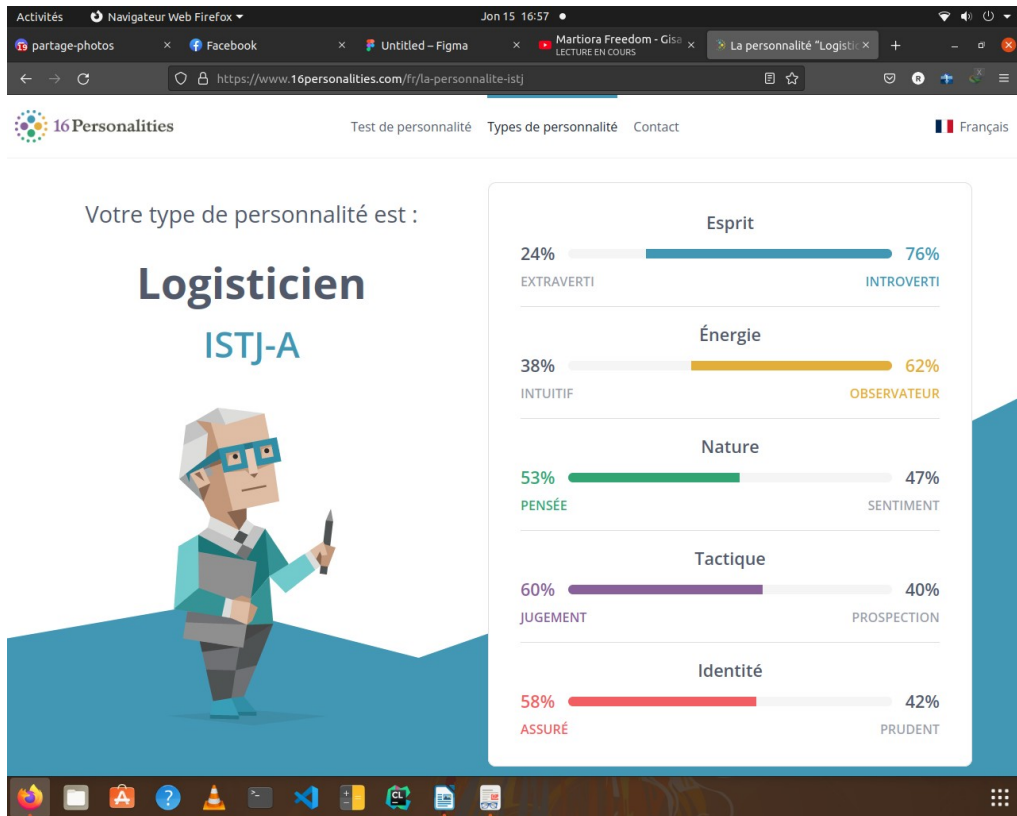 Activités Navigateur Web Firefox Jon 15 16:57
partage-photos × Facebook × Untitled – Figma × Martiora Freedom - Gisa × La personnalité "Logistic × +
LECTURE EN COURS
https://www.16personalities.com/fr/la-personnalite-istj
16Personalities Test de personnalité Types de personnalité Contact Français
Votre type de personnalité est :
Logisticien
ISTJ-A
Esprit
24% 76%
EXTRAVERTI INTROVERTI
Énergie
38% 62%
INTUITIF OBSERVATEUR
Nature
53% 47%
PENSÉE SENTIMENT
Tactique
60% 40%
JUGEMENT PROSPECTION
Identité
58% 42%
ASSURÉ PRUDENT